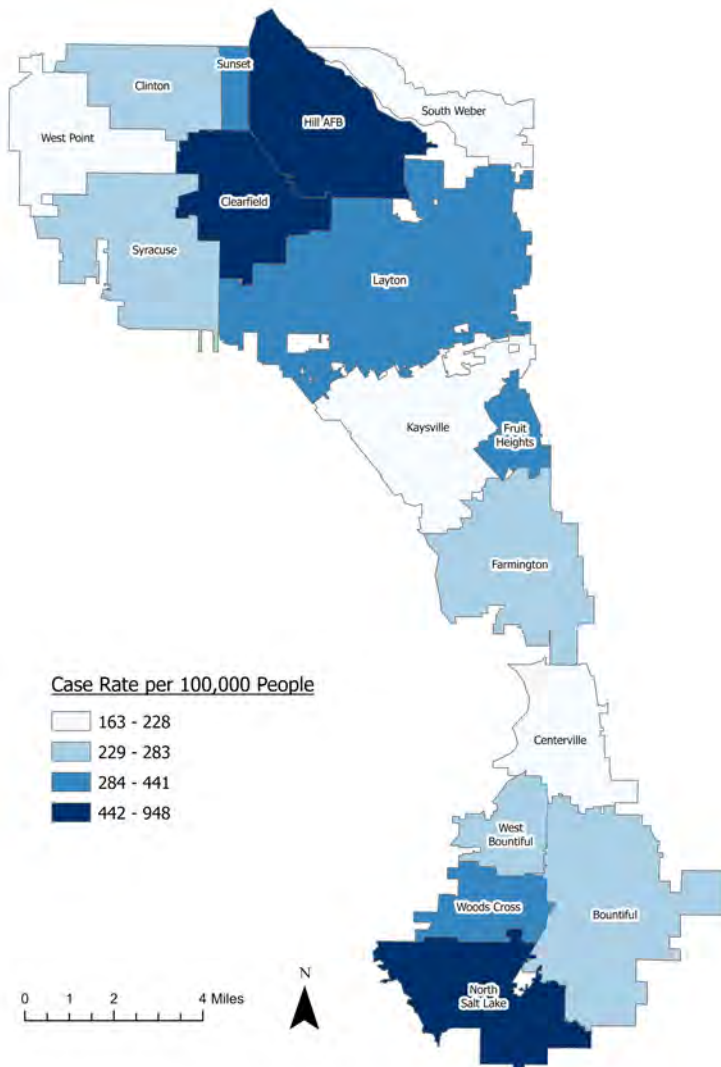 Sunset
Clinton
South Weber
Hill AFB
West Point
Clearfield
Syracuse
Layton
Kaysville
Fruit
Heights
Farmington
Case Rate per 100,000 People
163 - 228
229 - 283
284 - 441
442 - 948
Centerville
West
Bountiful
Woods Cross
Bountiful
North
Salt Lake
N
0 1 2 4 Miles